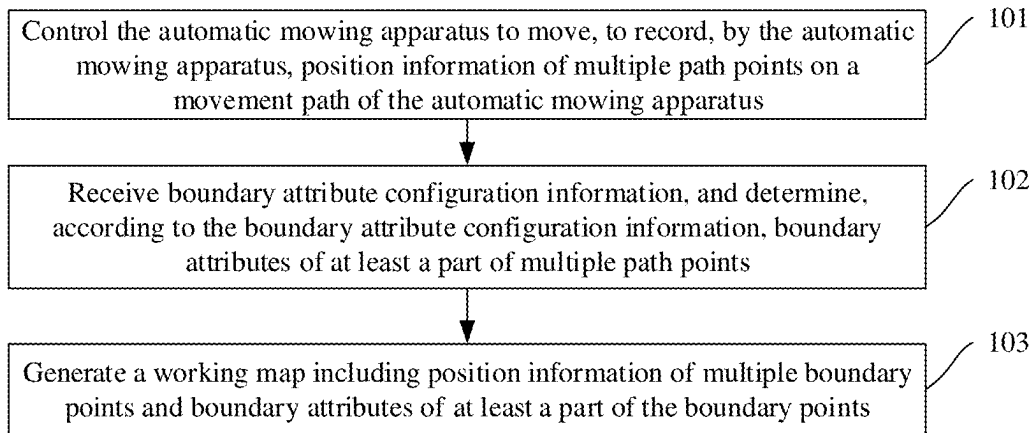 Control the automatic mowing apparatus to move, to record, by the automatic
mowing apparatus, position information of multiple path points on a
movement path of the automatic mowing apparatus
101
Receive boundary attribute configuration information, and determine,
according to the boundary attribute configuration information, boundary
attributes of at least a part of multiple path points
102
Generate a working map including position information of multiple boundary
points and boundary attributes of at least a part of the boundary points
103